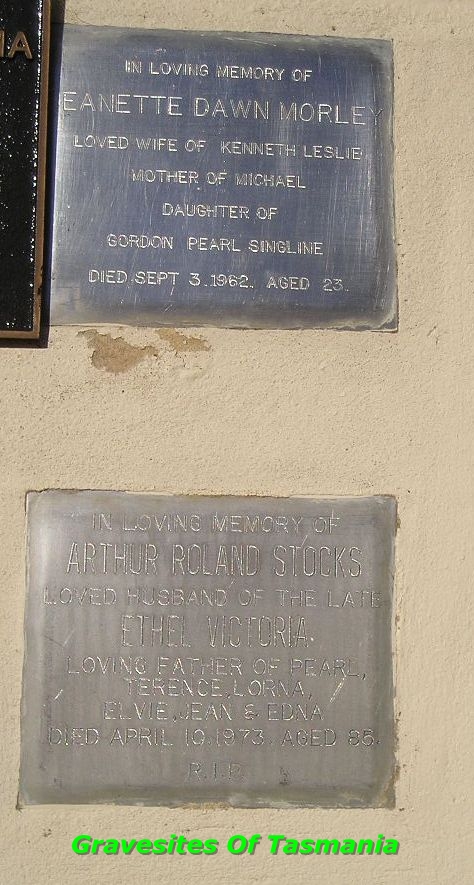 IA
IN LOVING MEMORY OF
EANETTE DAWN MORLEY
LOVED WIFE OF KENNETH LESLIE
MOTHER OF MICHAEL
DAUGHTER OF
GORDON PEARL SINGLINE
DIED SEPT 3.1962. AGED 23.
IN LOVING MEMORY OF
ARTHUR ROLAND STOCKS
LOVED HUSBAND OF THE LATE
ETHEL VICTORIA.
LOVING FATHER OF PEARL,
TERENCE, LORNA,
ELVIE, JEAN & EDNA
DIED APRIL 10.1973. AGED 85.
R.I.P.
Gravesites Of Tasmania